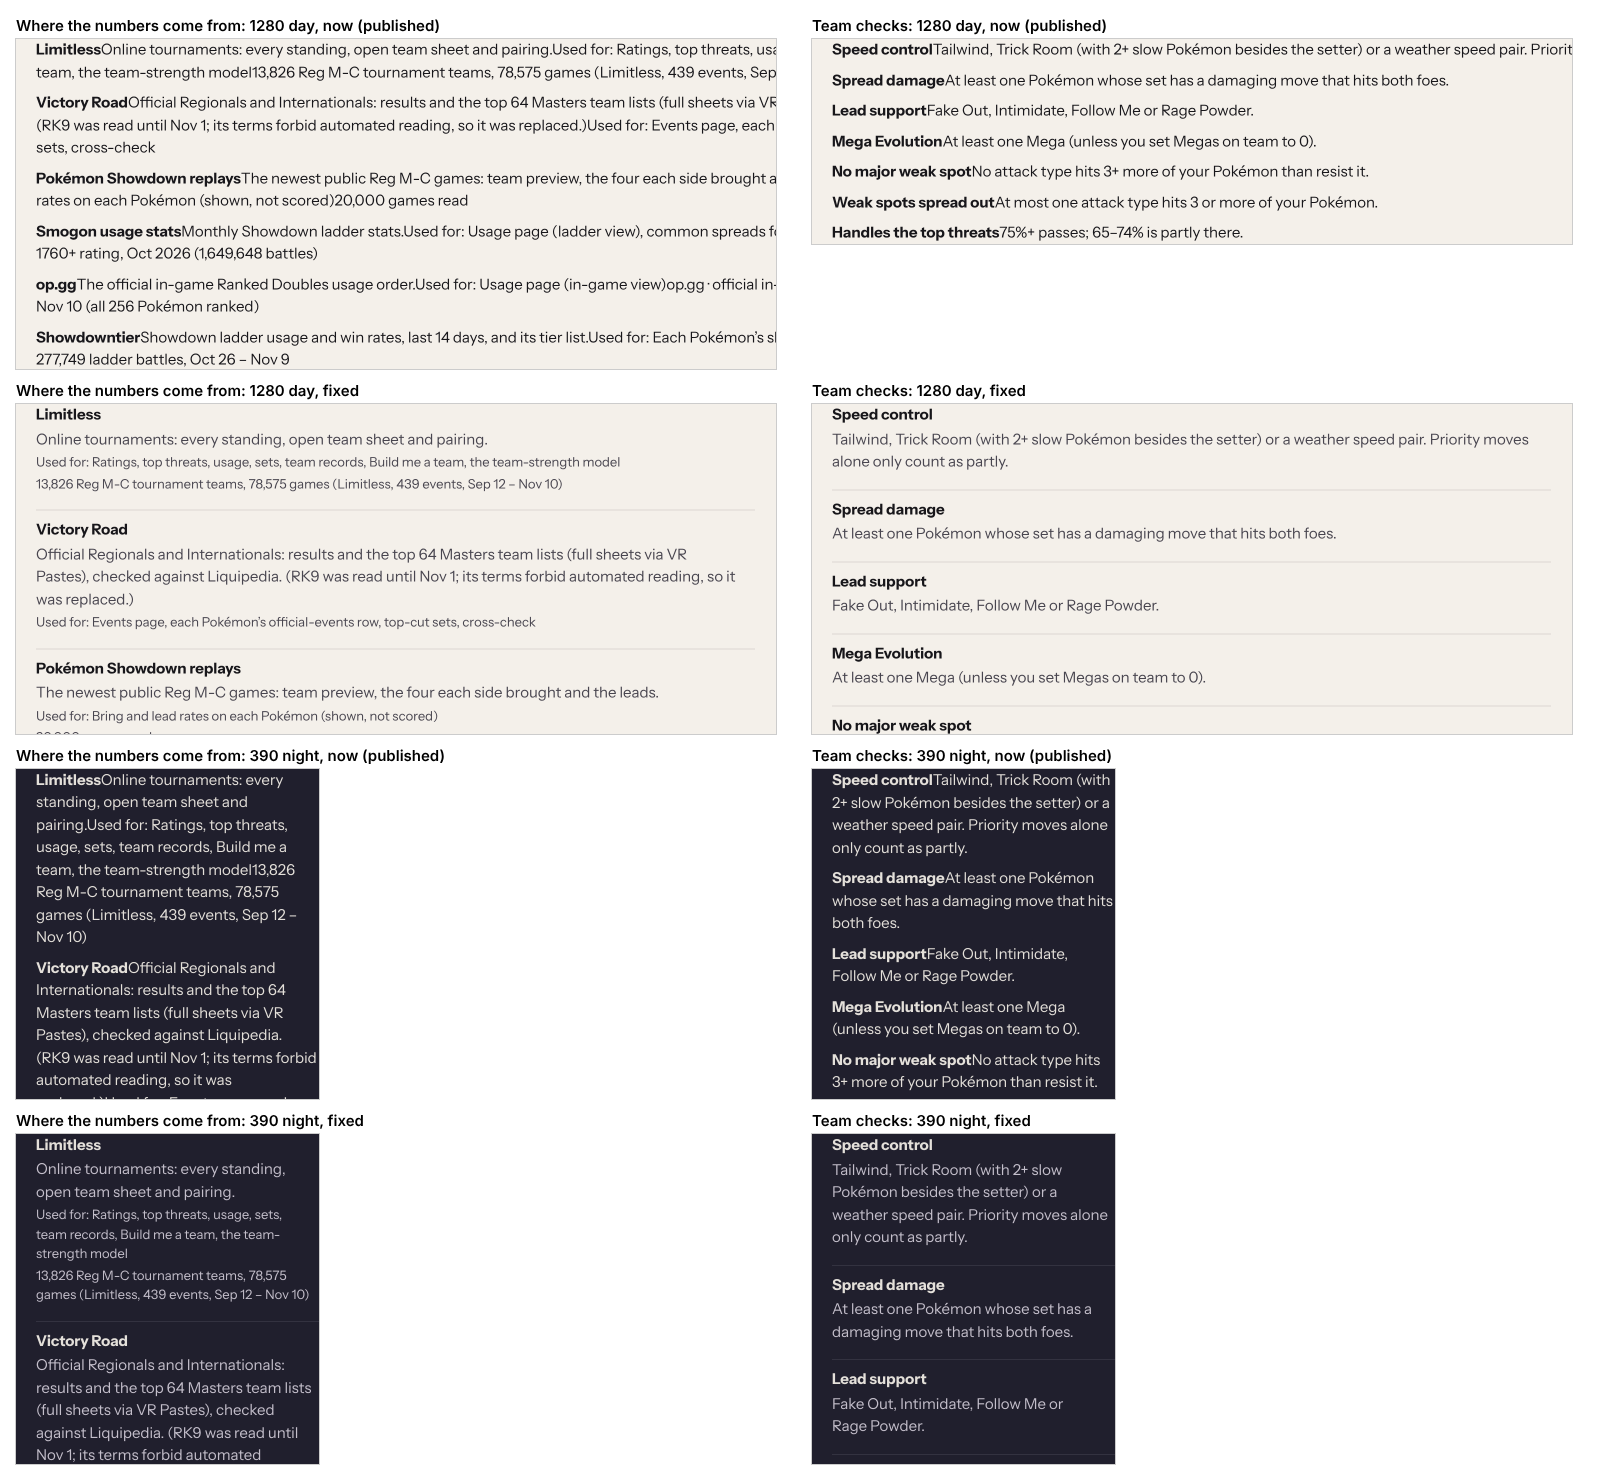 Where the numbers come from: 1280 day, now (published)
LimitlessOnline tournaments: every standing, open team sheet and pairing.Used for: Ratings, top threats, usa
team, the team-strength model13,826 Reg M-C tournament teams, 78,575 games (Limitless, 439 events, Sep
Victory RoadOfficial Regionals and Internationals: results and the top 64 Masters team lists (full sheets via VR
(RK9 was read until Nov 1; its terms forbid automated reading, so it was replaced.)Used for: Events page, each
sets, cross-check
Pokémon Showdown replaysThe newest public Reg M-C games: team preview, the four each side brought a
rates on each Pokémon (shown, not scored)20,000 games read
Smogon usage statsMonthly Showdown ladder stats.Used for: Usage page (ladder view), common spreads fo
1760+ rating, Oct 2026 (1,649,648 battles)
op.ggThe official in-game Ranked Doubles usage order.Used for: Usage page (in-game view)op.gg · official in-
Nov 10 (all 256 Pokémon ranked)
ShowdowntierShowdown ladder usage and win rates, last 14 days, and its tier list.Used for: Each Pokémon's sl
277,749 ladder battles, Oct 26 – Nov 9
Team checks: 1280 day, now (published)
Speed controlTailwind, Trick Room (with 2+ slow Pokémon besides the setter) or a weather speed pair. Priorit
Spread damageAt least one Pokémon whose set has a damaging move that hits both foes.
Lead supportFake Out, Intimidate, Follow Me or Rage Powder.
Mega EvolutionAt least one Mega (unless you set Megas on team to 0).
No major weak spotNo attack type hits 3+ more of your Pokémon than resist it.
Weak spots spread outAt most one attack type hits 3 or more of your Pokémon.
Handles the top threats75%+ passes; 65–74% is partly there.
Where the numbers come from: 1280 day, fixed
Limitless
Online tournaments: every standing, open team sheet and pairing.
Used for: Ratings, top threats, usage, sets, team records, Build me a team, the team-strength model
13,826 Reg M-C tournament teams, 78,575 games (Limitless, 439 events, Sep 12 – Nov 10)
Victory Road
Official Regionals and Internationals: results and the top 64 Masters team lists (full sheets via VR
Pastes), checked against Liquipedia. (RK9 was read until Nov 1; its terms forbid automated reading, so it
was replaced.)
Used for: Events page, each Pokémon's official-events row, top-cut sets, cross-check
Pokémon Showdown replays
The newest public Reg M-C games: team preview, the four each side brought and the leads.
Used for: Bring and lead rates on each Pokémon (shown, not scored)
Team checks: 1280 day, fixed
Speed control
Tailwind, Trick Room (with 2+ slow Pokémon besides the setter) or a weather speed pair. Priority moves
alone only count as partly.
Spread damage
At least one Pokémon whose set has a damaging move that hits both foes.
Lead support
Fake Out, Intimidate, Follow Me or Rage Powder.
Mega Evolution
At least one Mega (unless you set Megas on team to 0).
No major weak spot
Where the numbers come from: 390 night, now (published)
LimitlessOnline tournaments: every
standing, open team sheet and
pairing.Used for: Ratings, top threats,
usage, sets, team records, Build me a
team, the team-strength model13,826
Reg M-C tournament teams, 78,575
games (Limitless, 439 events, Sep 12 –
Nov 10)
Victory RoadOfficial Regionals and
Internationals: results and the top 64
Masters team lists (full sheets via VR
Pastes), checked against Liquipedia.
(RK9 was read until Nov 1; its terms forbid
automated reading, so it was
Team checks: 390 night, now (published)
Speed controlTailwind, Trick Room (with
2+ slow Pokémon besides the setter) or a
weather speed pair. Priority moves alone
only count as partly.
Spread damageAt least one Pokémon
whose set has a damaging move that hits
both foes.
Lead supportFake Out, Intimidate,
Follow Me or Rage Powder.
Mega EvolutionAt least one Mega
(unless you set Megas on team to 0).
No major weak spotNo attack type hits
3+ more of your Pokémon than resist it.
Where the numbers come from: 390 night, fixed
Limitless
Online tournaments: every standing,
open team sheet and pairing.
Used for: Ratings, top threats, usage, sets,
team records, Build me a team, the team-
strength model
13,826 Reg M-C tournament teams, 78,575
games (Limitless, 439 events, Sep 12 – Nov 10)
Victory Road
Official Regionals and Internationals:
results and the top 64 Masters team lists
(full sheets via VR Pastes), checked
against Liquipedia. (RK9 was read until
Nov 1; its terms forbid automated
Team checks: 390 night, fixed
Speed control
Tailwind, Trick Room (with 2+ slow
Pokémon besides the setter) or a
weather speed pair. Priority moves alone
only count as partly.
Spread damage
At least one Pokémon whose set has a
damaging move that hits both foes.
Lead support
Fake Out, Intimidate, Follow Me or
Rage Powder.